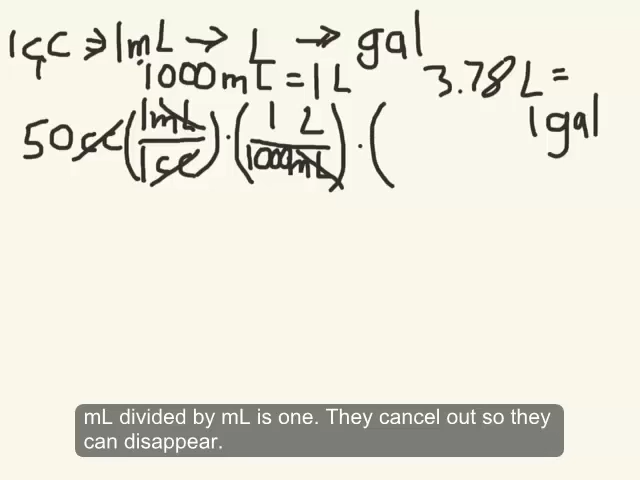 1cc → 1mL → L → gal
1000mL = 1L 3.78L =
1gal
50cc (1mL / 1cc) · (1 L / 1000mL) · (
mL divided by mL is one. They cancel out so they
can disappear.